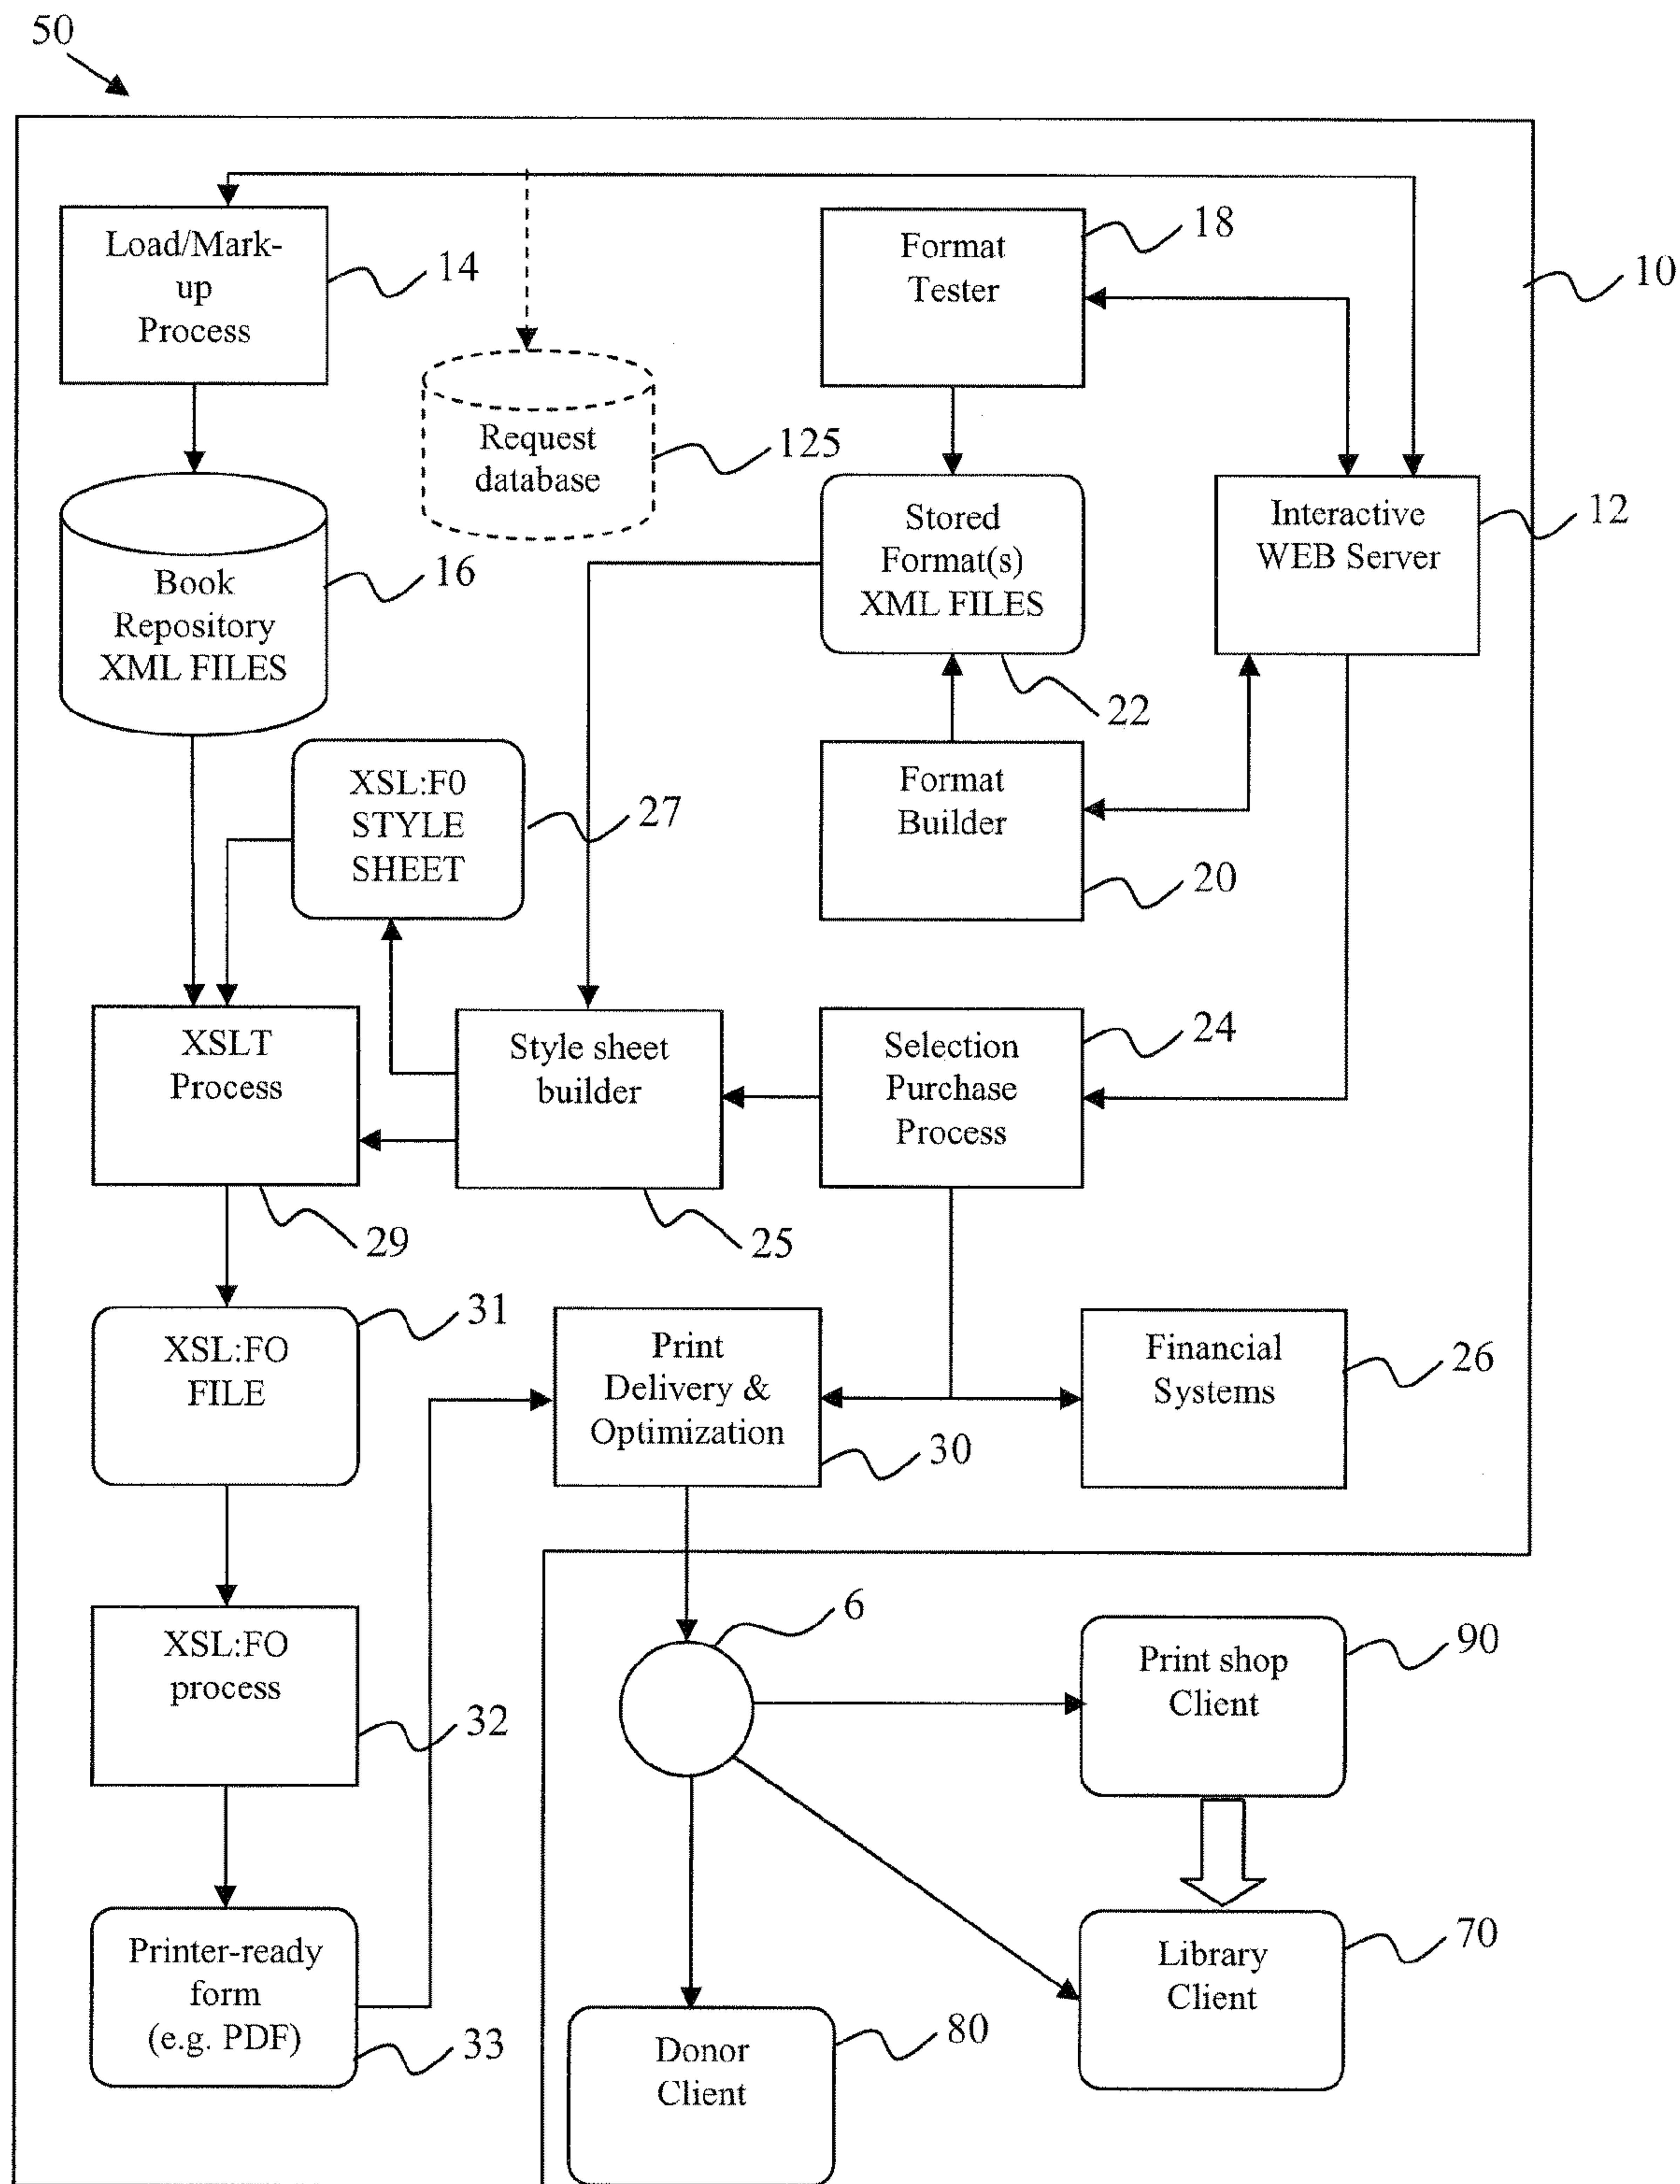 50
Load/Mark-
up
Process
14
Format
Tester
18
10
Request
database
125
Book
Repository
XML FILES
16
Stored
Format(s)
XML FILES
22
Interactive
WEB Server
12
XSL:F0
STYLE
SHEET
27
Format
Builder
20
XSLT
Process
29
Style sheet
builder
25
Selection
Purchase
Process
24
XSL:FO
FILE
31
Print
Delivery &
Optimization
30
Financial
Systems
26
XSL:FO
process
32
6
Print shop
Client
90
Printer-ready
form
(e.g. PDF)
33
Donor
Client
80
Library
Client
70